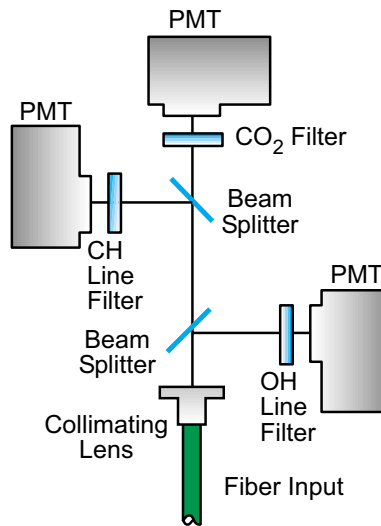 PMT
PMT
CO2 Filter
Beam
Splitter
CH
Line
Filter
PMT
Beam
Splitter
OH
Line
Filter
Collimating
Lens
Fiber Input